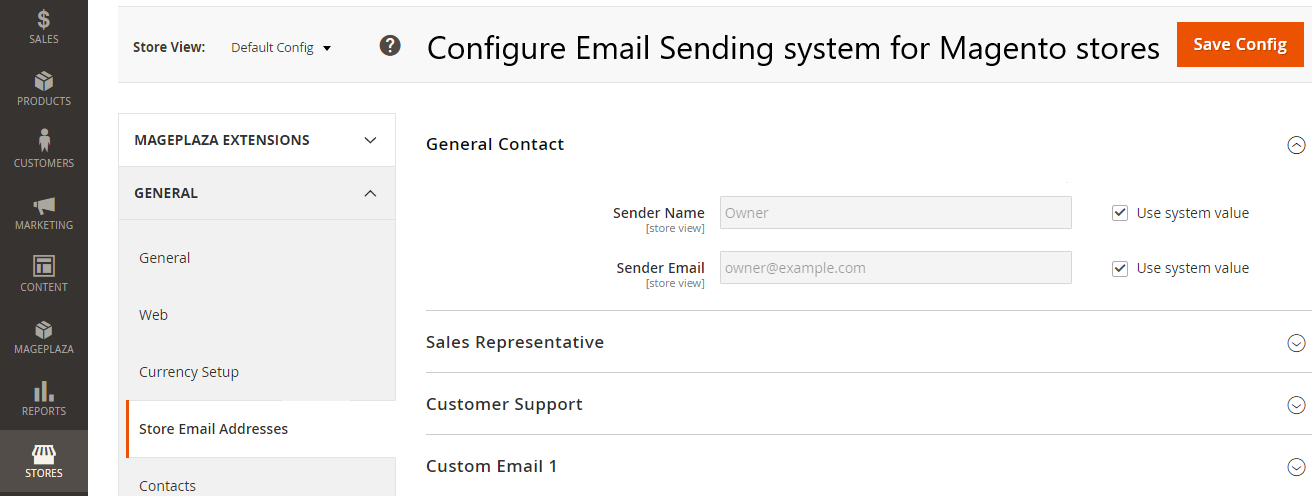 SALES
PRODUCTS
CUSTOMERS
MARKETING
CONTENT
MAGEPLAZA
REPORTS
STORES
Store View: Default Config
Configure Email Sending system for Magento stores
Save Config
MAGEPLAZA EXTENSIONS
GENERAL
General
Web
Currency Setup
Store Email Addresses
Contacts
General Contact
Sender Name Owner Use system value
[store view]
Sender Email owner@example.com Use system value
[store view]
Sales Representative
Customer Support
Custom Email 1